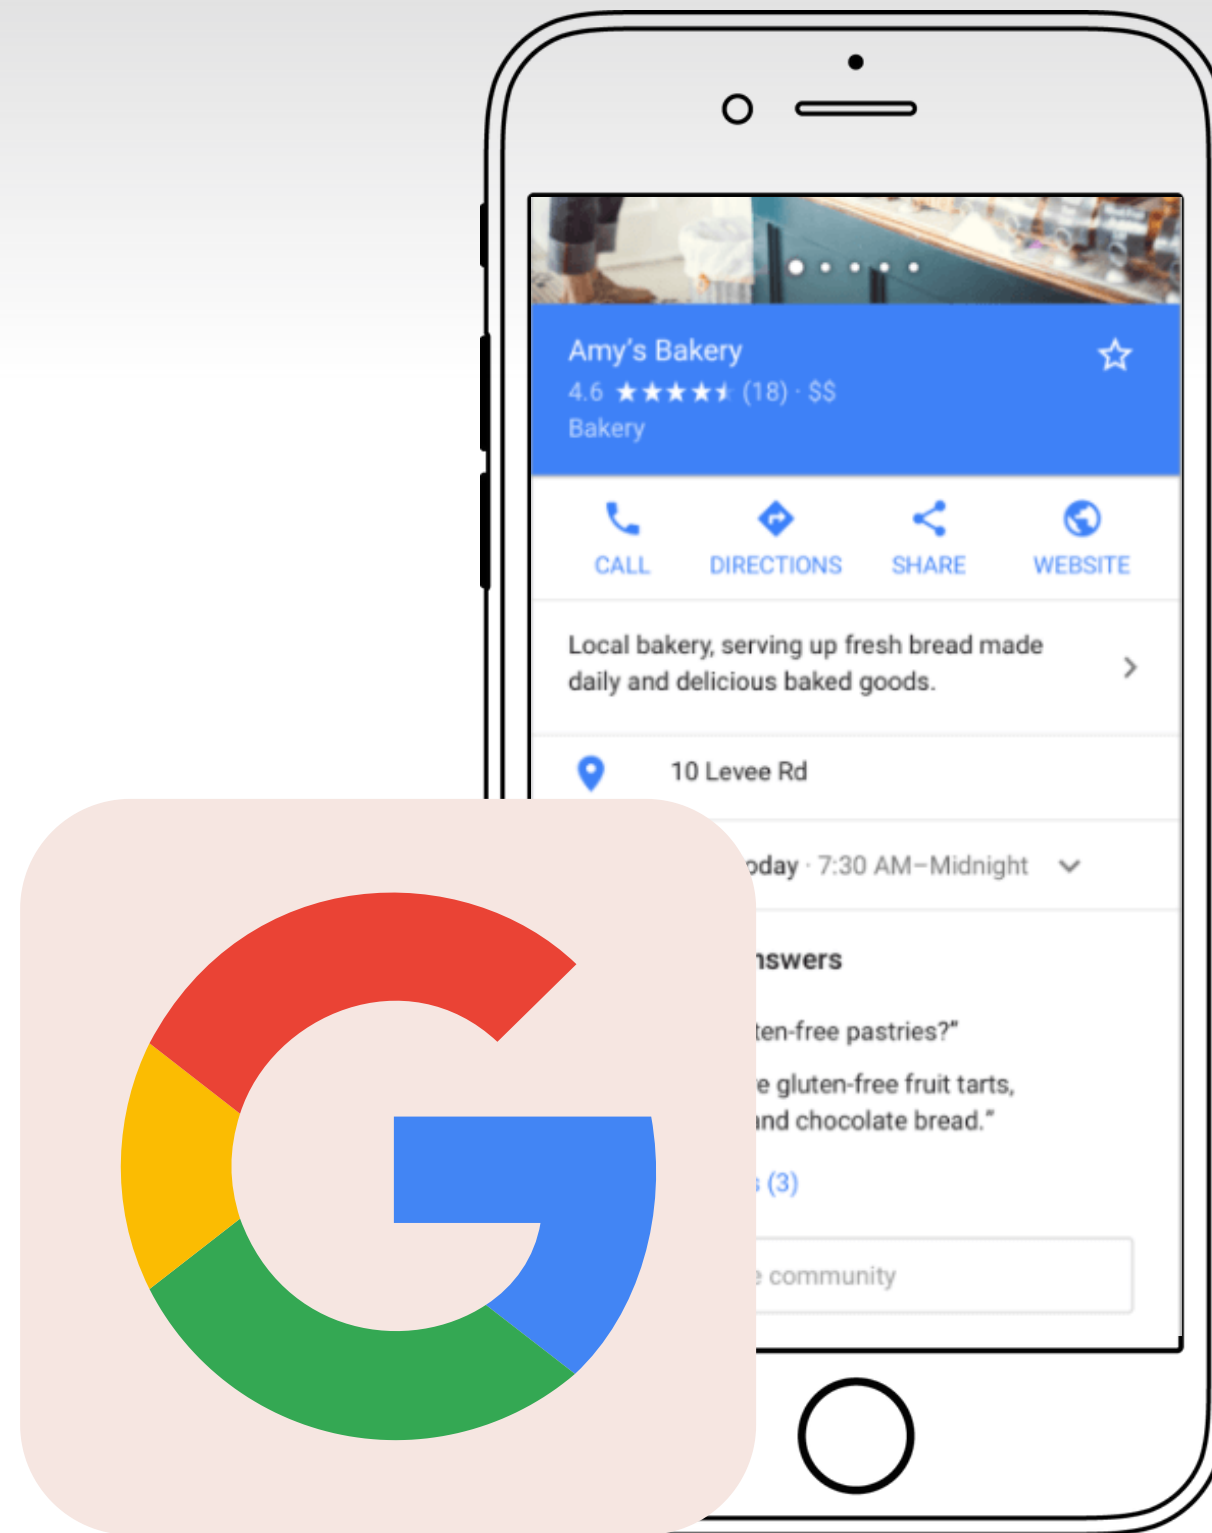 Amy's Bakery
4.6 ★★★★★ (18) · $$
Bakery
CALL DIRECTIONS SHARE WEBSITE
Local bakery, serving up fresh bread made
daily and delicious baked goods.
10 Levee Rd
oday · 7:30 AM–Midnight
nswers
ten-free pastries?”
e gluten-free fruit tarts,
and chocolate bread.”
s (3)
e community